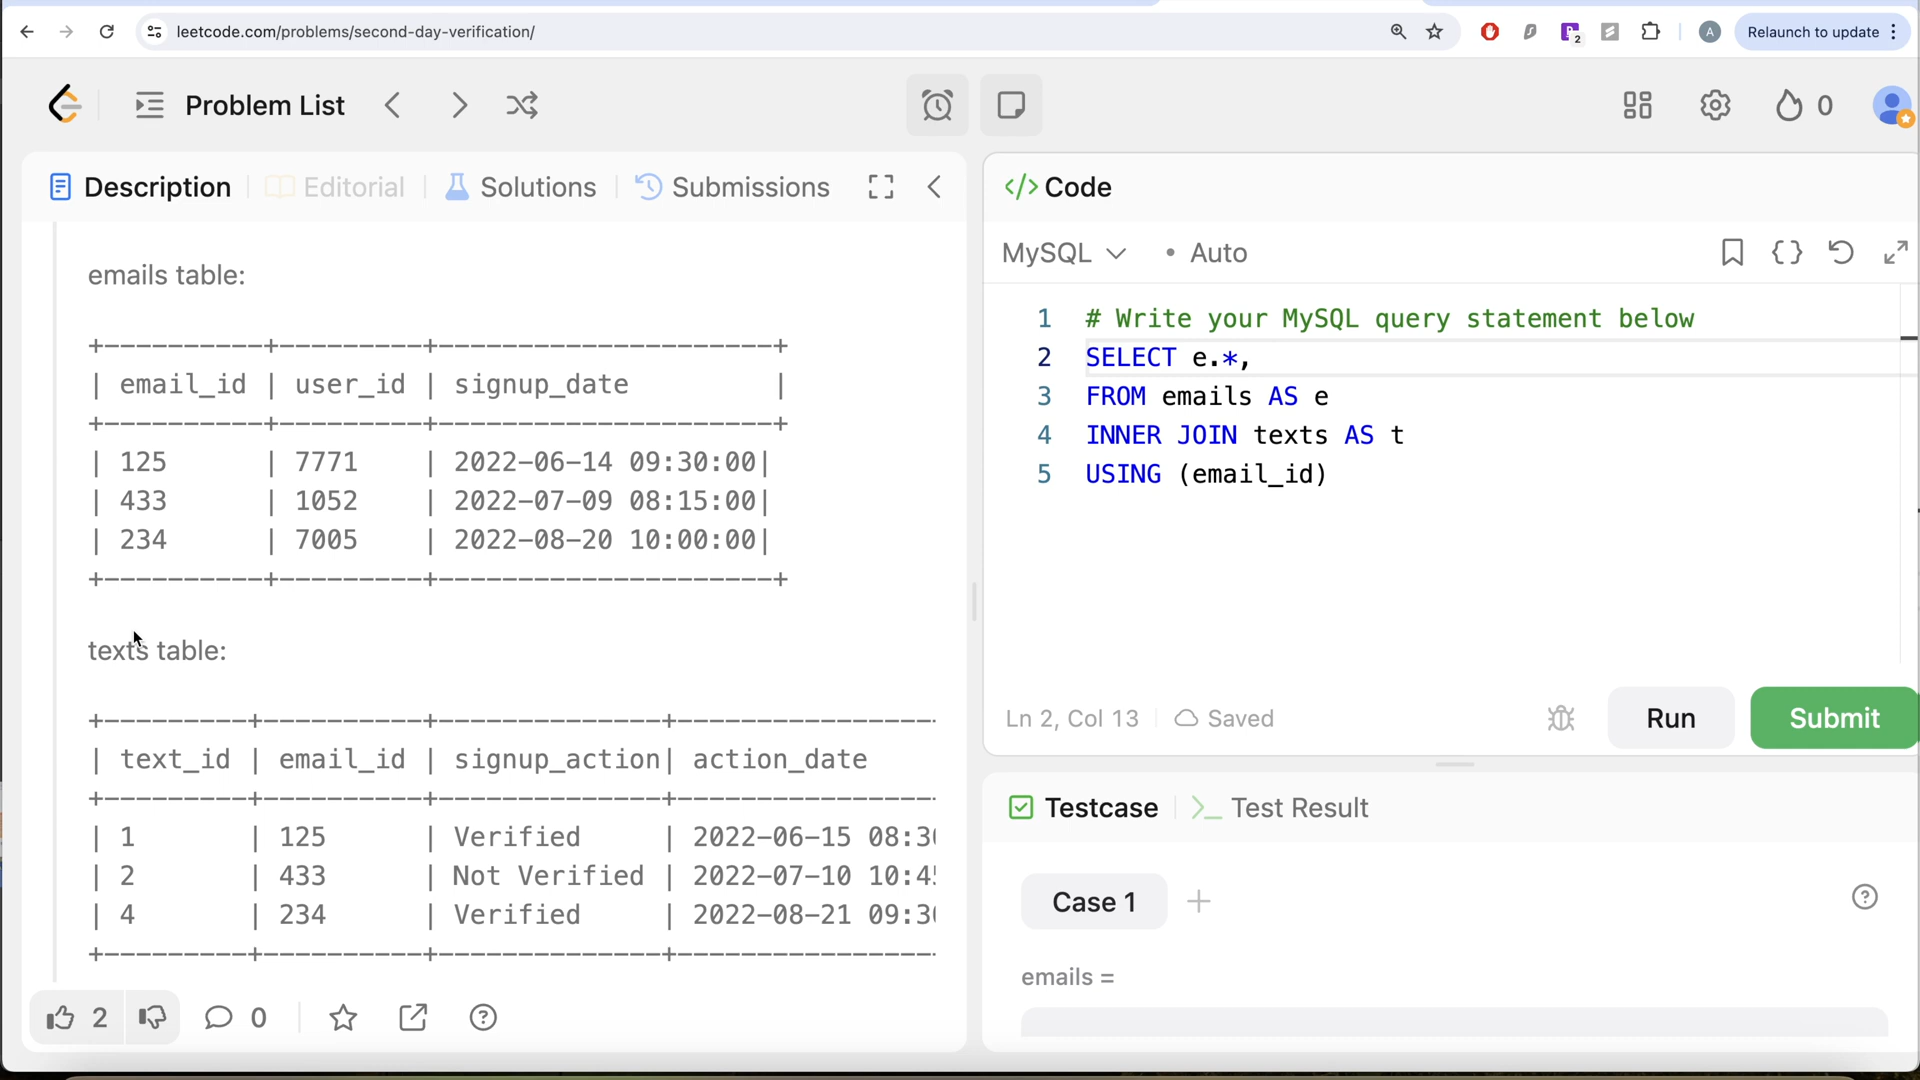 leetcode.com/problems/second-day-verification/
2
A
Relaunch to update
Problem List
0
Description
Editorial
Solutions
Submissions
emails table:
+----------+---------+---------------------+
| email_id | user_id | signup_date         |
+----------+---------+---------------------+
| 125      | 7771    | 2022-06-14 09:30:00|
| 433      | 1052    | 2022-07-09 08:15:00|
| 234      | 7005    | 2022-08-20 10:00:00|
+----------+---------+---------------------+
texts table:
+---------+----------+--------------+-----------------
| text_id | email_id | signup_action| action_date
+---------+----------+--------------+-----------------
| 1       | 125      | Verified     | 2022-06-15 08:3
| 2       | 433      | Not Verified | 2022-07-10 10:4
| 4       | 234      | Verified     | 2022-08-21 09:3
+---------+----------+--------------+-----------------
2
0
</> Code
MySQL
• Auto
1 # Write your MySQL query statement below
2 SELECT e.*,
3 FROM emails AS e
4 INNER JOIN texts AS t
5 USING (email_id)
Ln 2, Col 13
Saved
Run
Submit
Testcase
Test Result
Case 1
emails =